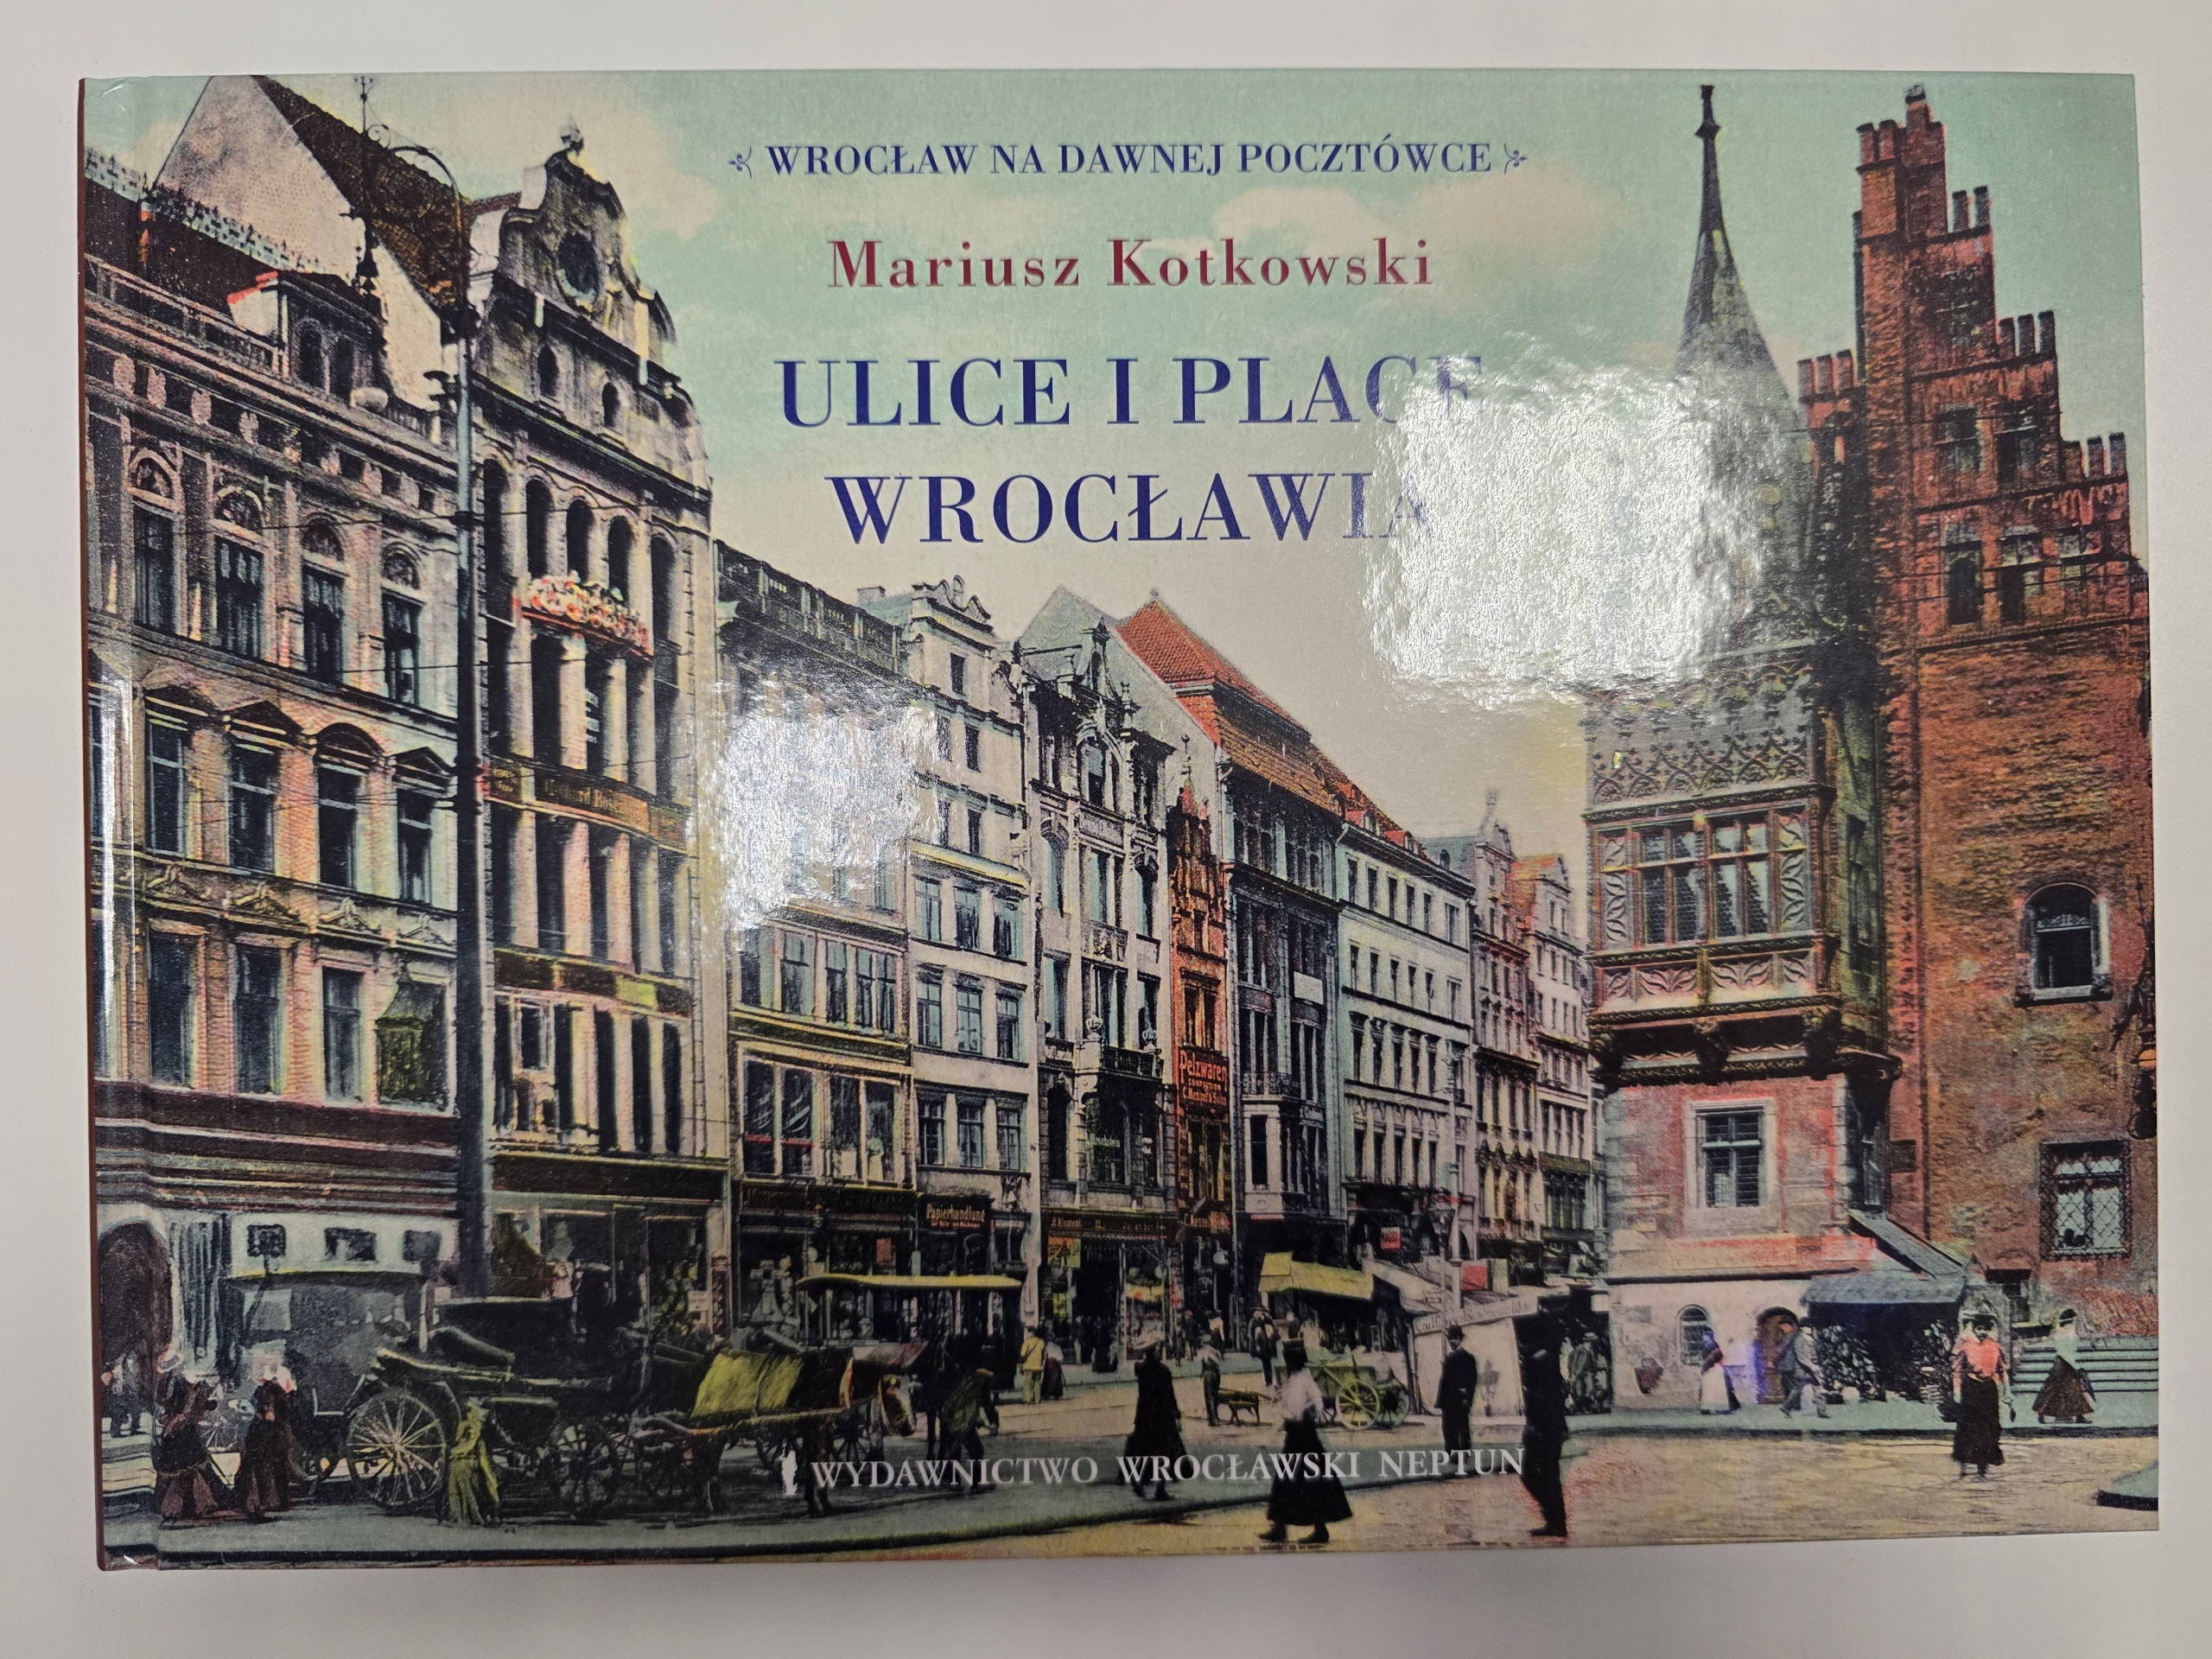 WROCŁAW NA DAWNEJ POCZTÓWCE
Mariusz Kotkowski
ULICE I PLACE
WROCŁAWIA
Pelzwaren
Papierhandlung
WYDAWNICTWO WROCŁAWSKI NEPTUN